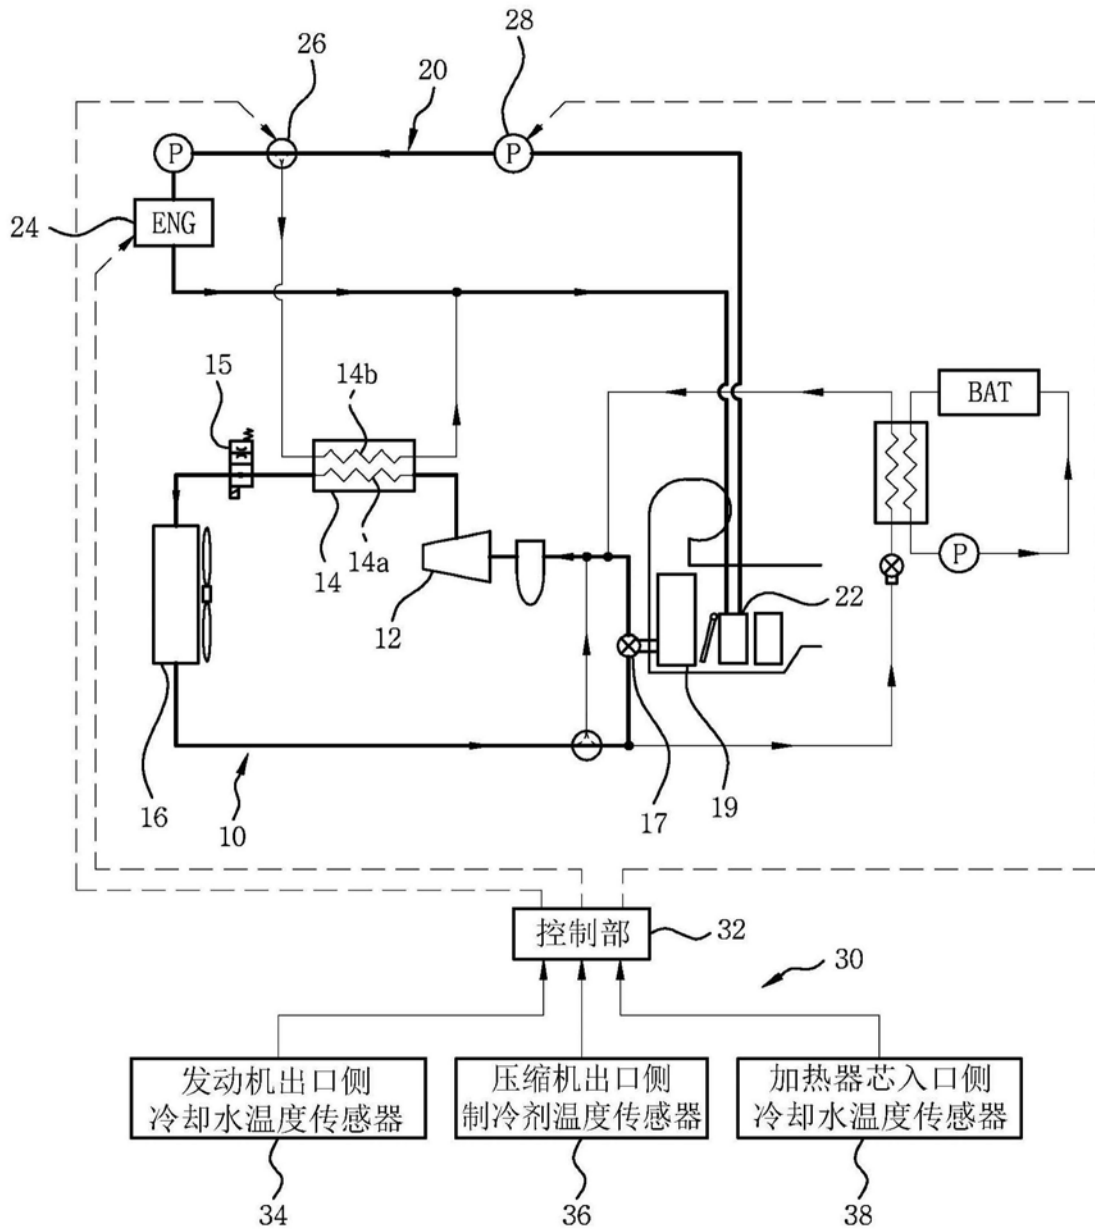 26
28
20
P
P
24
ENG
15
14b
BAT
14
14a
12
P
22
16
10
17
19
控制部
32
30
发动机出口侧
冷却水温度传感器
压缩机出口侧
制冷剂温度传感器
加热器芯入口侧
冷却水温度传感器
34
36
38